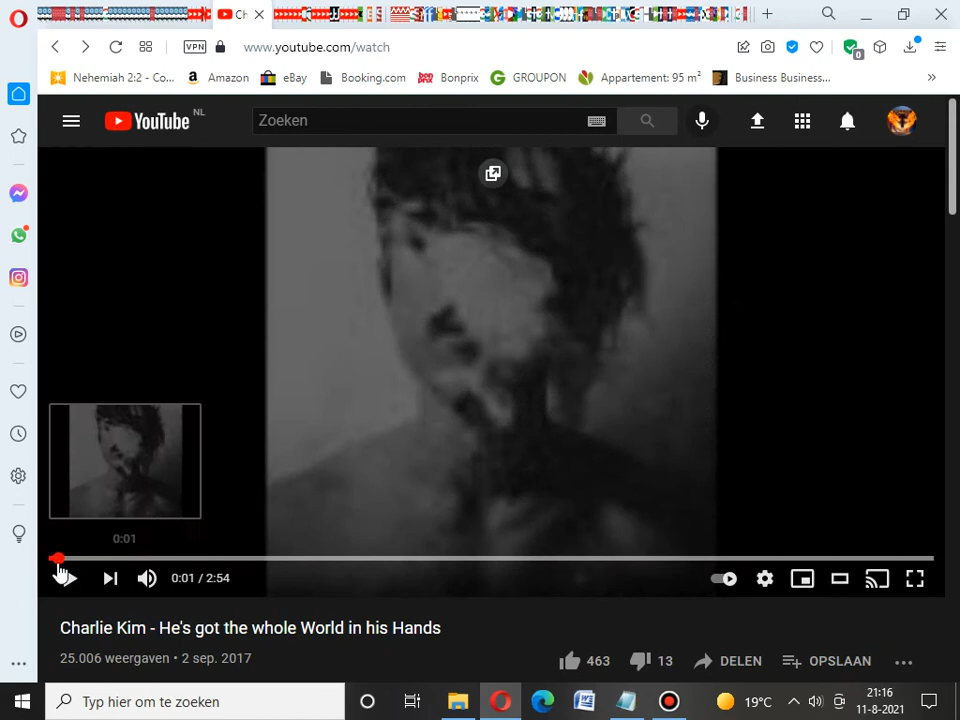 Ch
VPN www.youtube.com/watch
0
Nehemiah 2:2 - Co... Amazon eBay Booking.com Bonprix GROUPON Appartement: 95 m² Business Business... »
YouTube NL Zoeken
0:01
0:01 / 2:54
Charlie Kim - He's got the whole World in his Hands
25.006 weergaven • 2 sep. 2017 463 13 DELEN OPSLAAN
Typ hier om te zoeken 19°C 21:16
11-8-2021